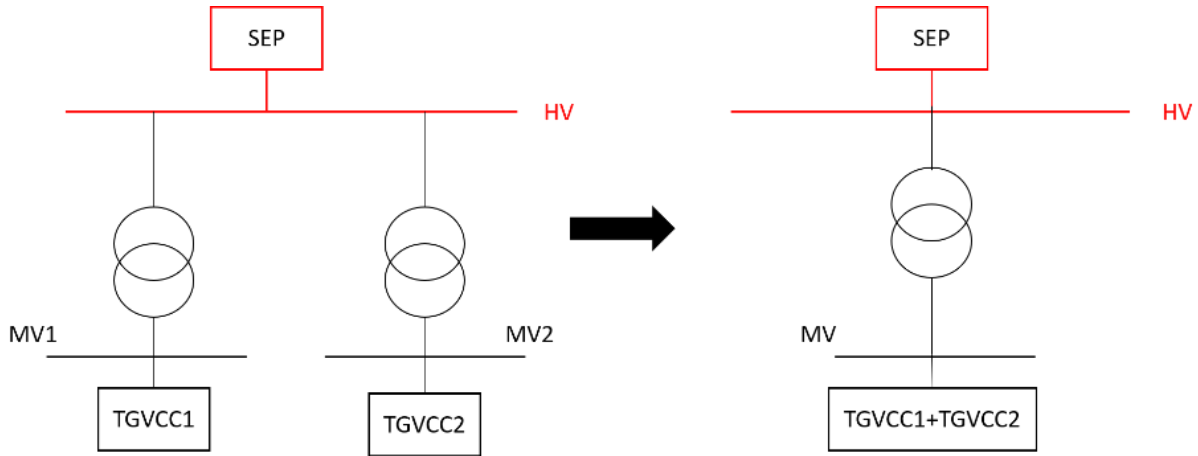 SEP
HV
MV1
MV2
TGVCC1
TGVCC2
SEP
HV
MV
TGVCC1+TGVCC2